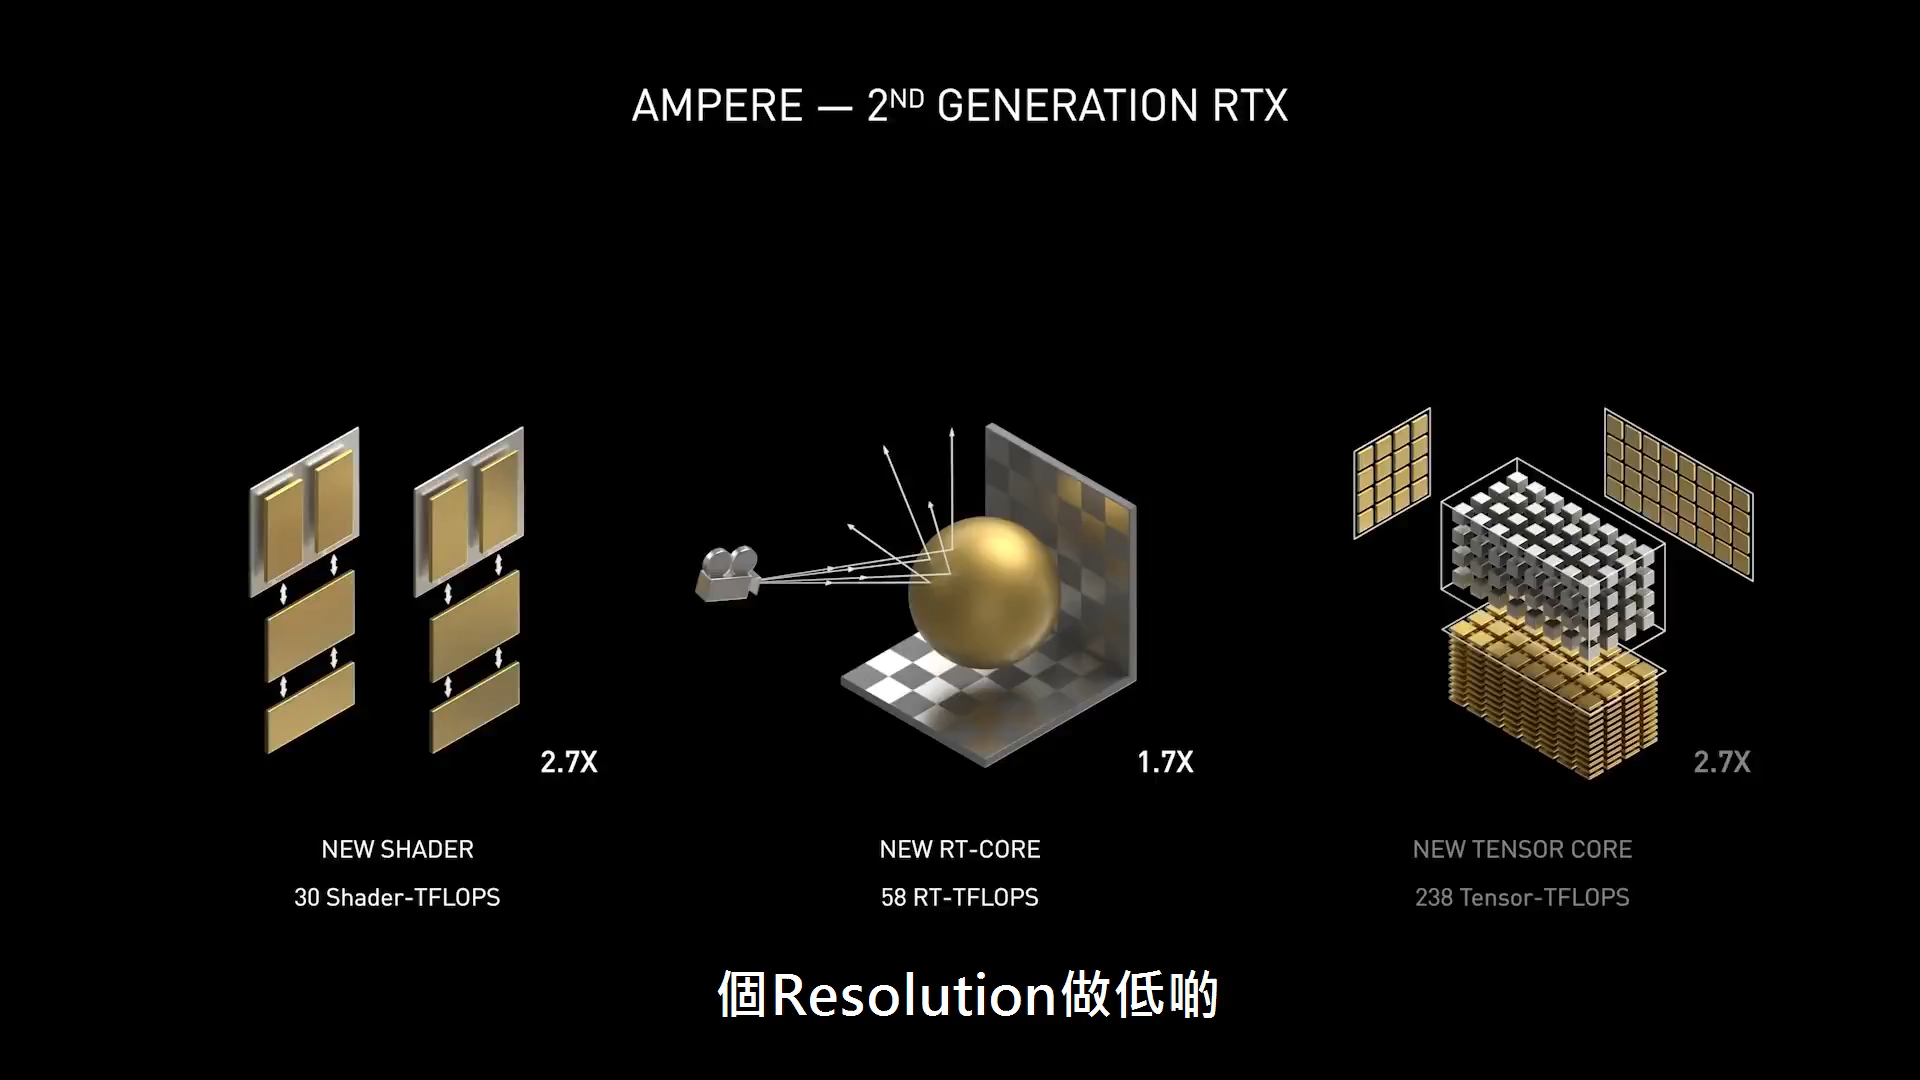 AMPERE — 2ND GENERATION RTX
2.7X
1.7X
2.7X
NEW SHADER
30 Shader-TFLOPS
NEW RT-CORE
58 RT-TFLOPS
NEW TENSOR CORE
238 Tensor-TFLOPS
個Resolution做低啲